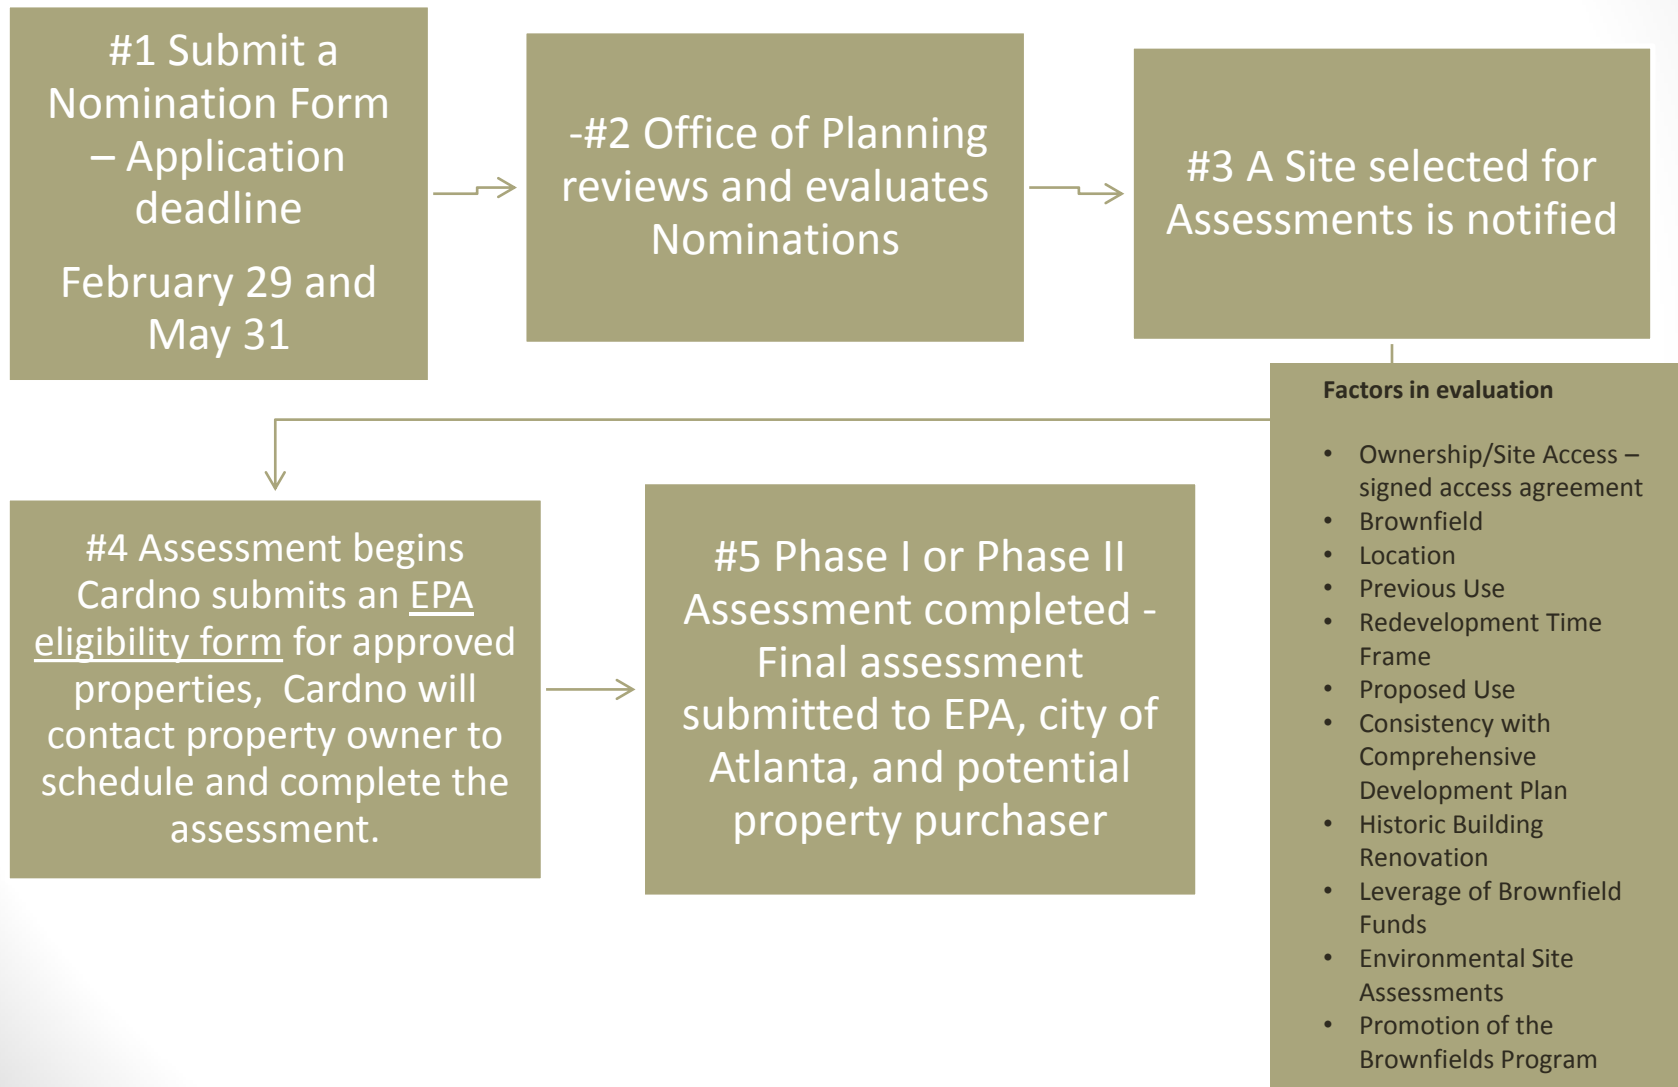 #1 Submit a
Nomination Form
– Application
deadline
February 29 and
May 31
-#2 Office of Planning
reviews and evaluates
Nominations
#3 A Site selected for
Assessments is notified
Factors in evaluation
• Ownership/Site Access –
signed access agreement
• Brownfield
• Location
• Previous Use
• Redevelopment Time
Frame
• Proposed Use
• Consistency with
Comprehensive
Development Plan
• Historic Building
Renovation
• Leverage of Brownfield
Funds
• Environmental Site
Assessments
• Promotion of the
Brownfields Program
#4 Assessment begins
Cardno submits an EPA
eligibility form for approved
properties, Cardno will
contact property owner to
schedule and complete the
assessment.
#5 Phase I or Phase II
Assessment completed -
Final assessment
submitted to EPA, city of
Atlanta, and potential
property purchaser